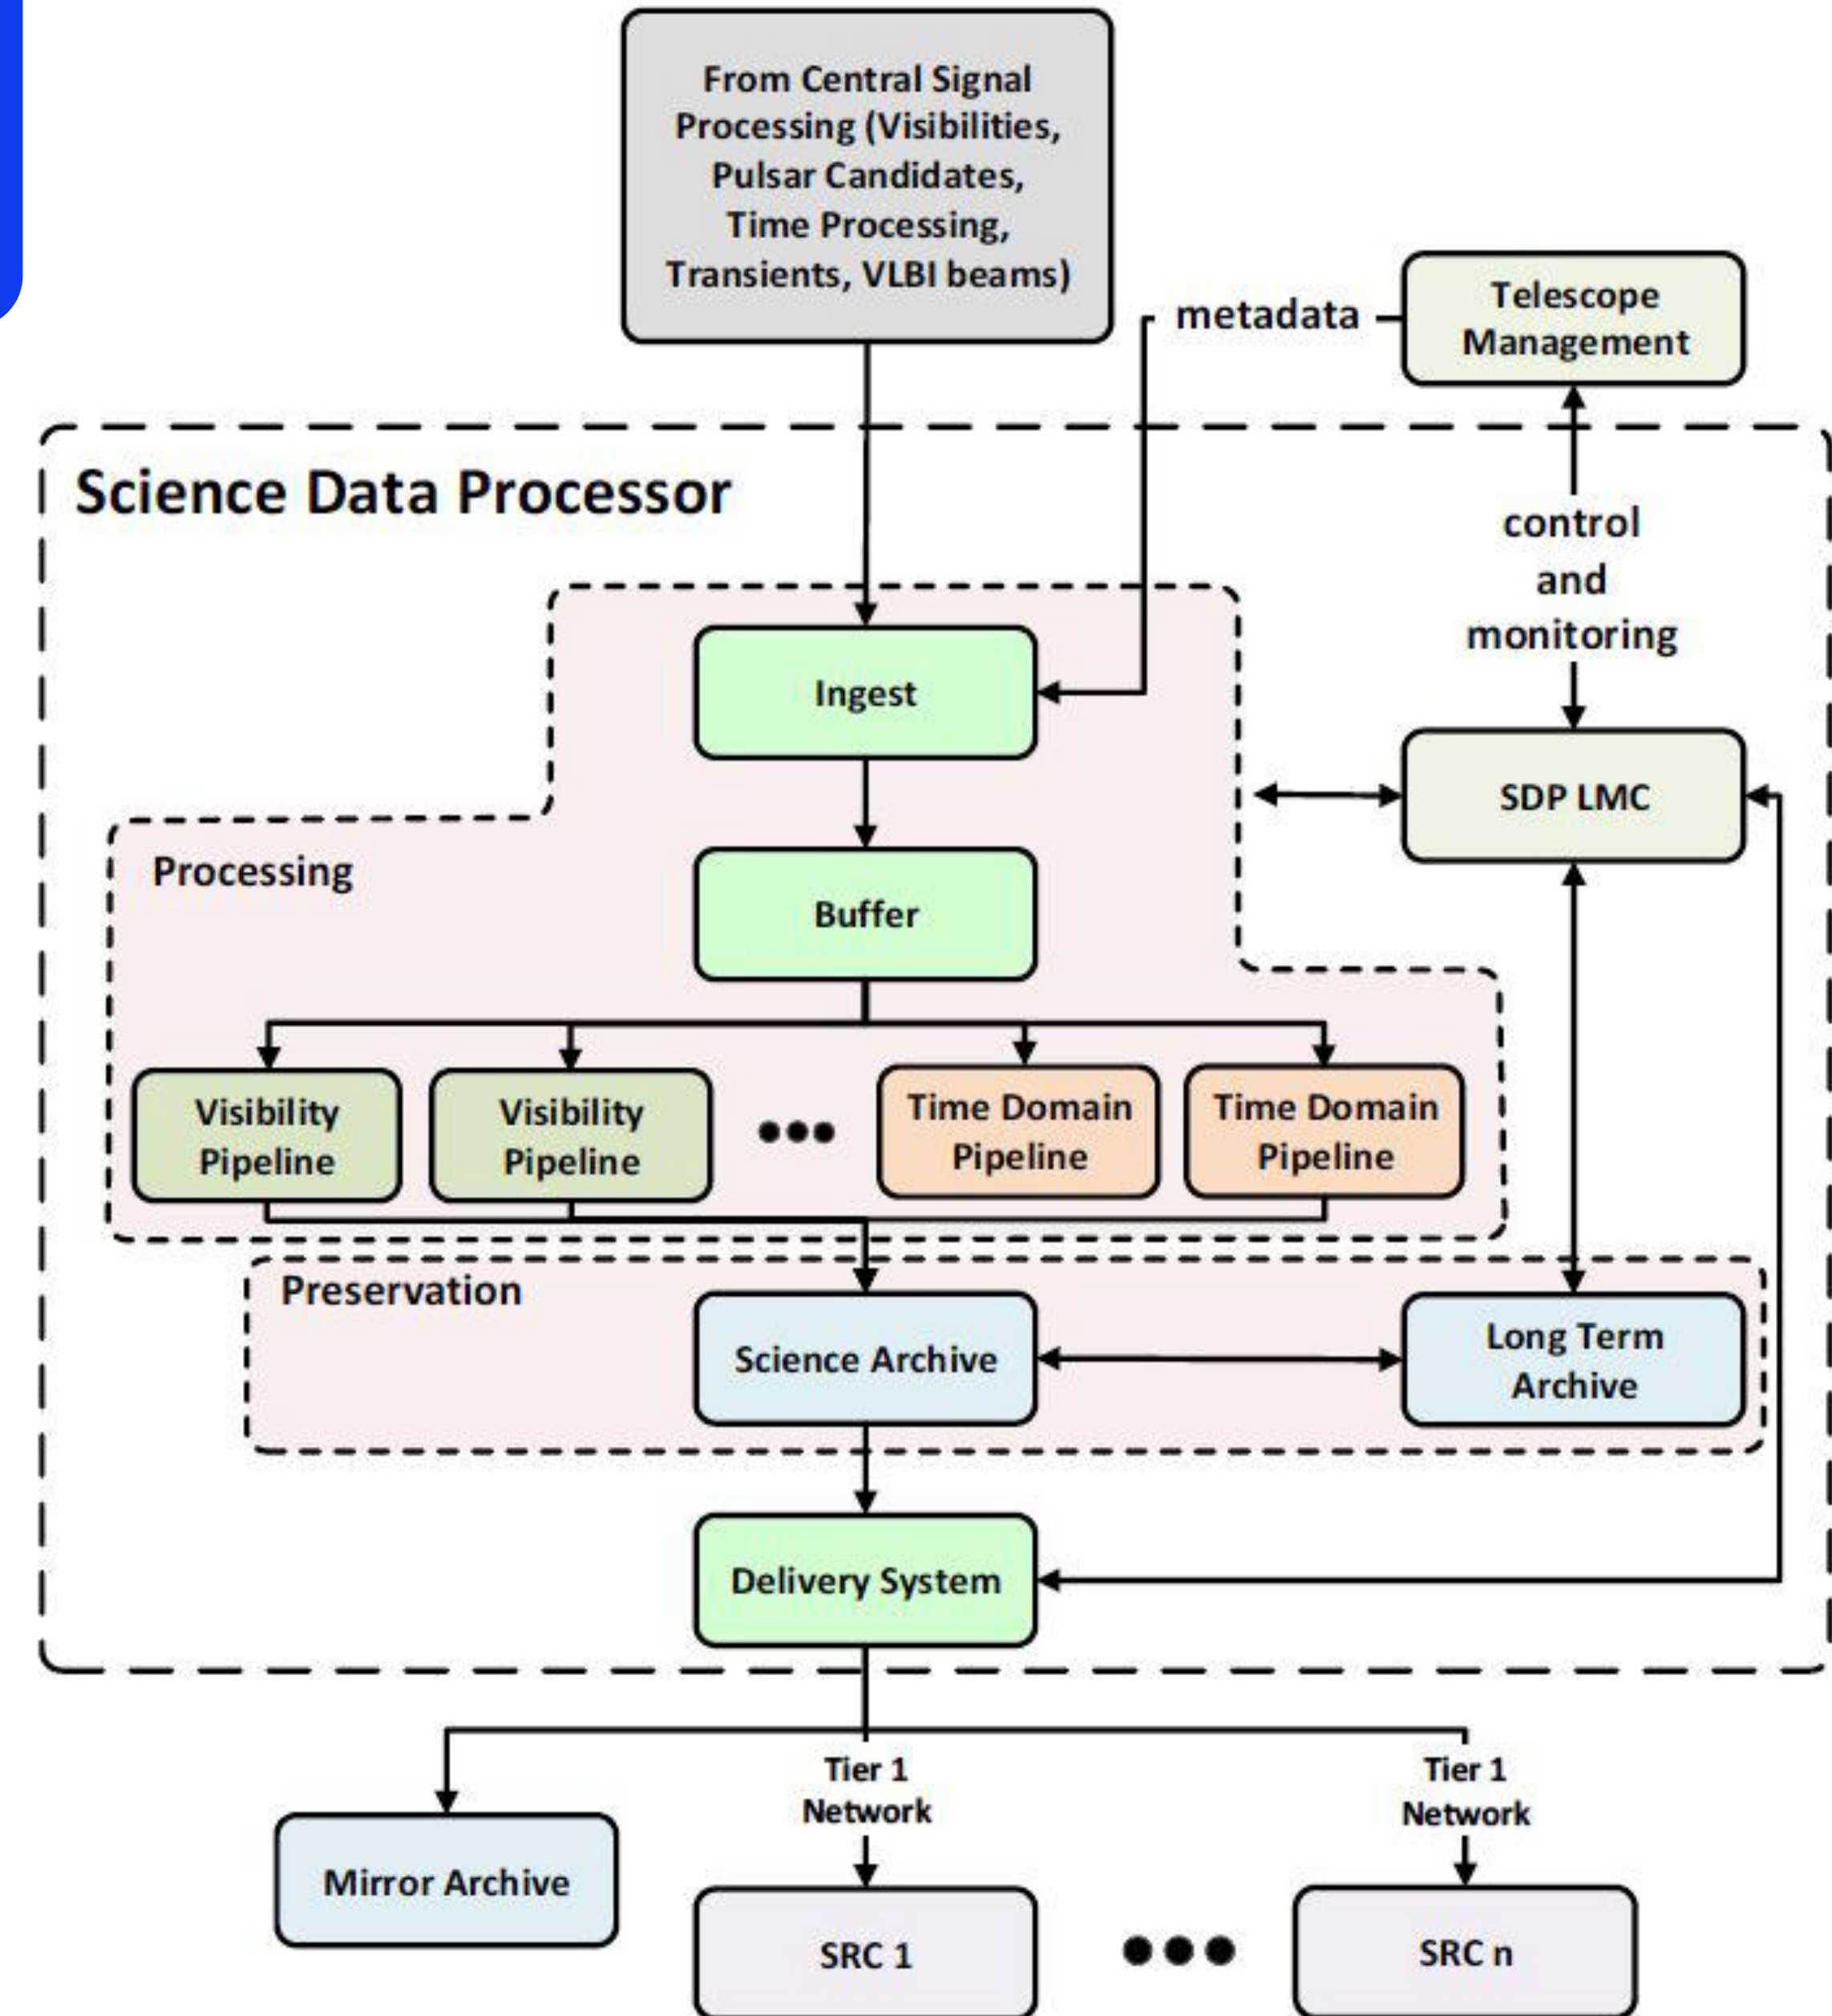 From Central Signal
Processing (Visibilities,
Pulsar Candidates,
Time Processing,
Transients, VLBI beams)
metadata
Telescope
Management
Science Data Processor
control
and
monitoring
Ingest
SDP LMC
Processing
Buffer
Visibility
Pipeline
Visibility
Pipeline
Time Domain
Pipeline
Time Domain
Pipeline
Preservation
Science Archive
Long Term
Archive
Delivery System
Tier 1
Network
Tier 1
Network
Mirror Archive
SRC 1
SRC n